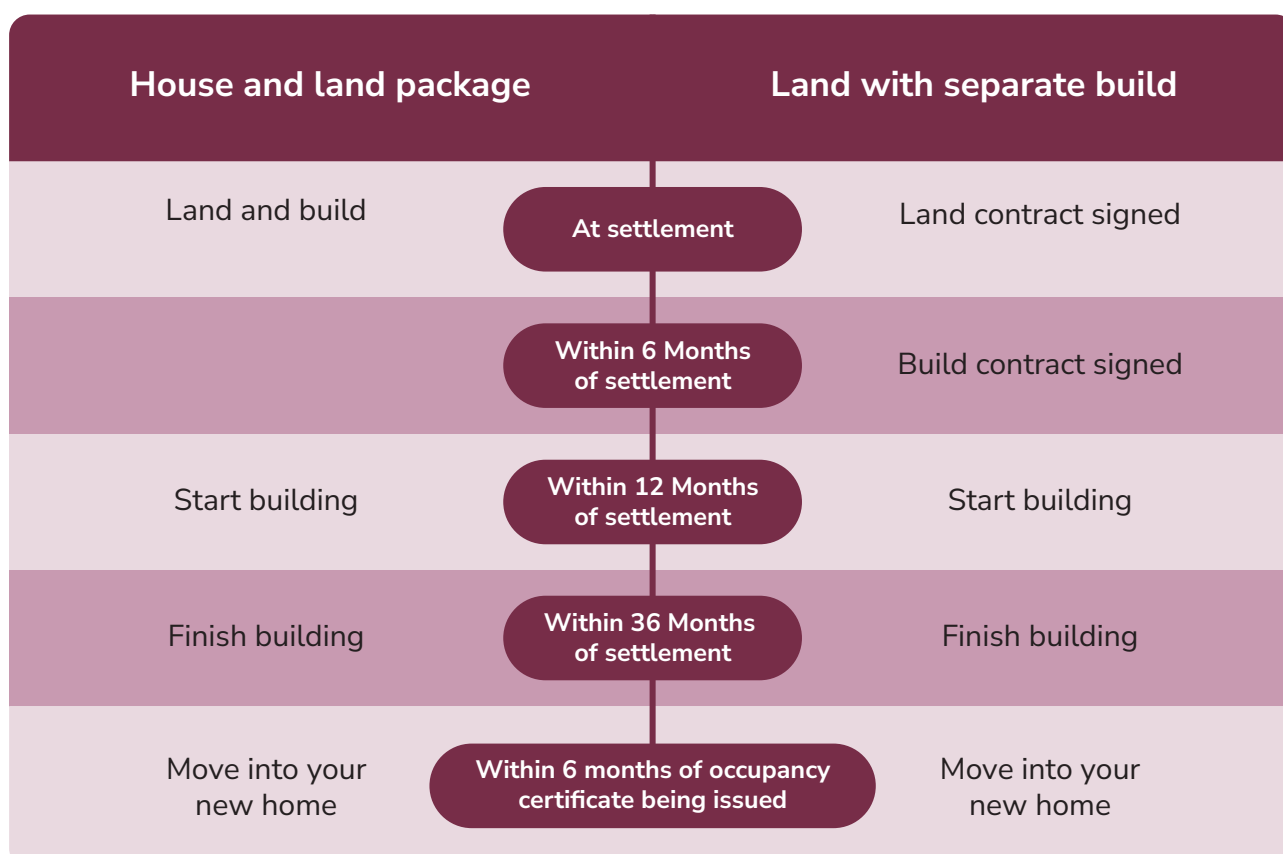 House and land package
Land with separate build
Land and build
At settlement
Land contract signed
Within 6 Months
of settlement
Build contract signed
Start building
Within 12 Months
of settlement
Start building
Finish building
Within 36 Months
of settlement
Finish building
Move into your
new home
Within 6 months of occupancy
certificate being issued
Move into your
new home